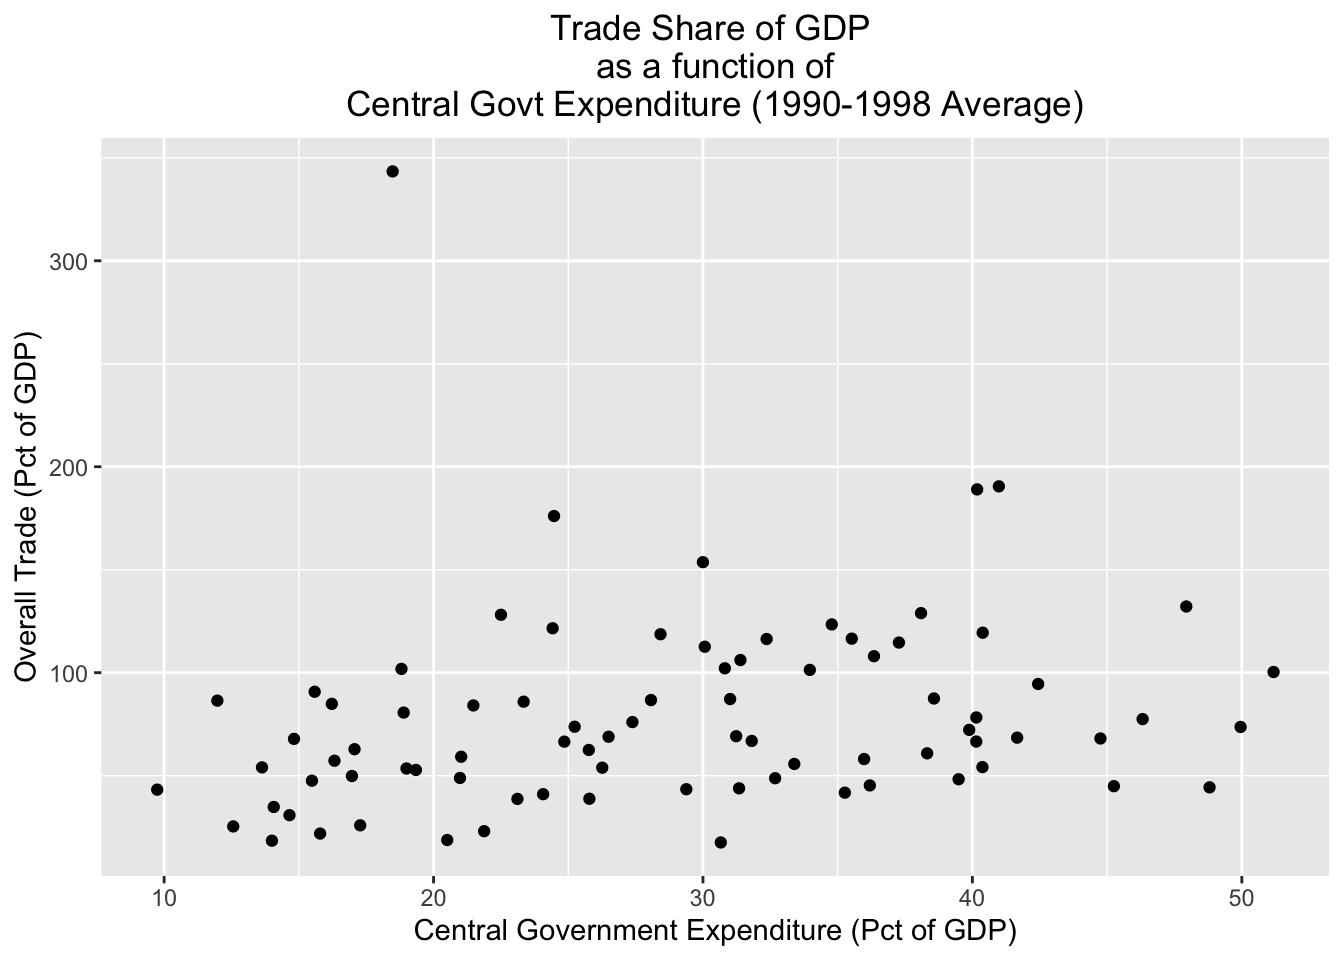 Trade Share of GDP
as a function of
Central Govt Expenditure (1990-1998 Average)
Overall Trade (Pct of GDP)
300
200
100
10 20 30 40 50
Central Government Expenditure (Pct of GDP)